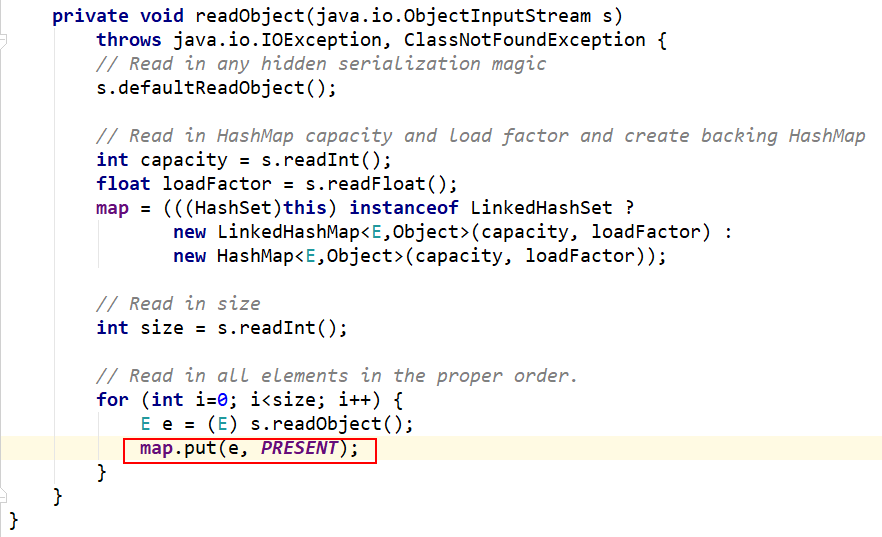 private void readObject(java.io.ObjectInputStream s)
throws java.io.IOException, ClassNotFoundException {
// Read in any hidden serialization magic
s.defaultReadObject();
// Read in HashMap capacity and load factor and create backing HashMap
int capacity = s.readInt();
float loadFactor = s.readFloat();
map = (((HashSet)this) instanceof LinkedHashSet ?
new LinkedHashMap<E,Object>(capacity, loadFactor) :
new HashMap<E,Object>(capacity, loadFactor));
// Read in size
int size = s.readInt();
// Read in all elements in the proper order.
for (int i=0; i<size; i++) {
E e = (E) s.readObject();
map.put(e, PRESENT);
}
}
}